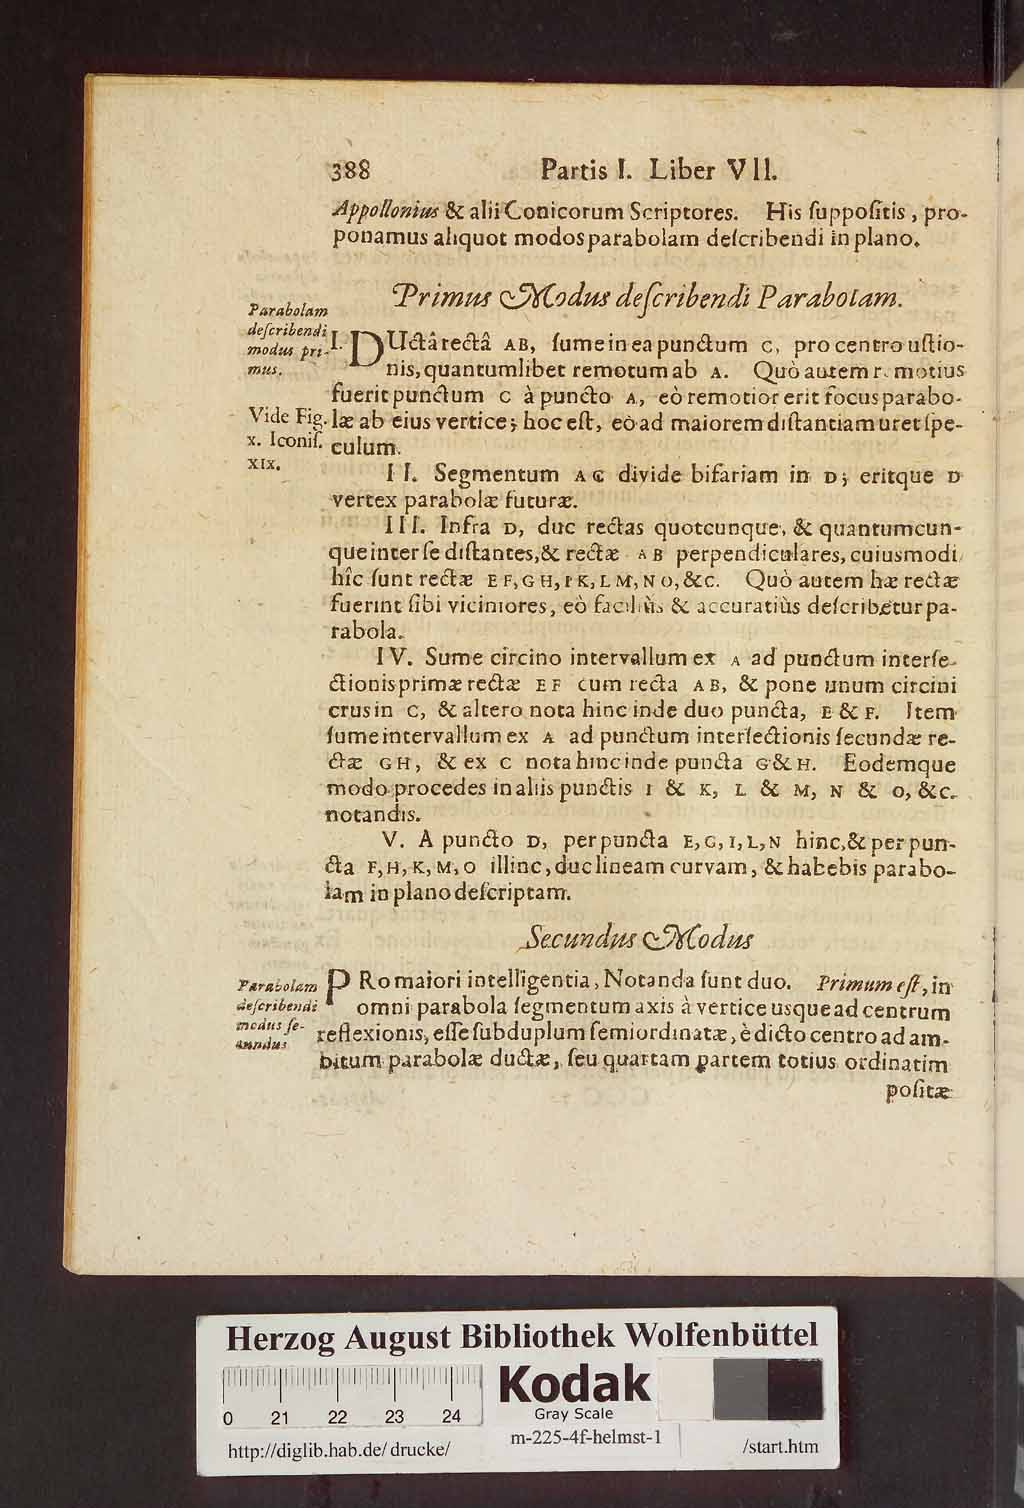 388 Partis I. Liber VII.
Appollonius & alii Conicorum Scriptores. His ſuppoſitis, pro-
ponamus aliquot modos parabolam deſcribendi in plano.
Primus Modus deſcribendi Parabolam.
Parabolam
deſcribendi
modus pri-
mus.
I. DUctâ rectâ AB, ſume in ea punctum C, pro centro uſtio-
nis, quantumlibet remotum ab A. Quò autem remotius
fuerit punctum C à puncto A, eò remotior erit focus parabo-
Vide Fig.
x. Iconiſ.
XIX.
læ ab eius vertice; hoc eſt, eò ad maiorem diſtantiam uret ſpe-
culum.
II. Segmentum AC divide bifariam in D; eritque D
vertex parabolæ futuræ.
III. Infra D, duc rectas quotcunque, & quantumcun-
que inter ſe diſtantes, & rectæ AB perpendiculares, cuiusmodi
hîc ſunt rectæ EF, GH, IK, LM, NO, &c. Quò autem hæ rectæ
fuerint ſibi viciniores, eò faciliùs & accuratiùs deſcribetur pa-
rabola.
IV. Sume circino intervallum ex A ad punctum interſe-
ctionis primæ rectæ EF cum recta AB, & pone unum circini
crus in C, & altero nota hinc inde duo puncta, E & F. Item
ſume intervallum ex A ad punctum interſectionis ſecundæ re-
ctæ GH, & ex C nota hinc inde puncta G & H. Eodemque
modo procedes in aliis punctis I & K, L & M, N & O, &c.
notandis.
V. A puncto D, per puncta E, G, I, L, N hinc, & per pun-
cta F, H, K, M, O illinc, duc lineam curvam, & habebis parabo-
lam in plano deſcriptam.
Secundus Modus
Parabolam
deſcribendi
modus ſe-
cundus
PRo maiori intelligentia, Notanda ſunt duo. Primum eſt, in
omni parabola ſegmentum axis à vertice usque ad centrum
reflexionis, eſſe ſubduplum ſemiordinatæ, è dicto centro ad am-
bitum parabolæ ductæ, ſeu quartam partem totius ordinatim
poſitæ
Herzog August Bibliothek Wolfenbüttel
0 21 22 23 24
Kodak
Gray Scale
http://diglib.hab.de/drucke/ m-225-4f-helmst-1 /start.htm